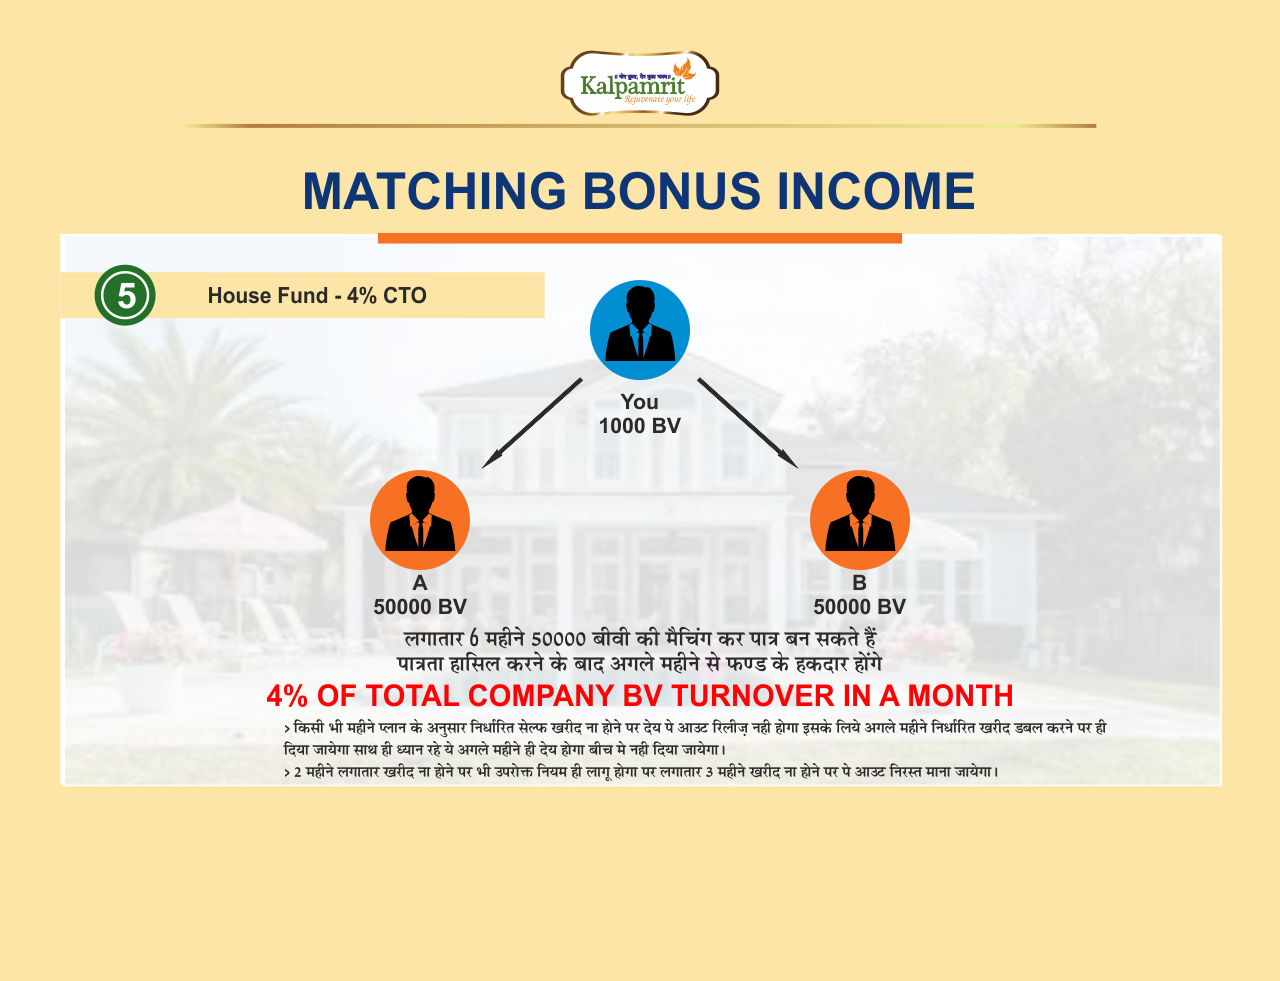 Kalpamrit
Rejuvenate your life
MATCHING BONUS INCOME
5
House Fund - 4% CTO
You
1000 BV
A
50000 BV
B
50000 BV
लगातार 6 महीने 50000 बीवी की मैचिंग कर पात्र बन सकते हैं
पात्रता हासिल करने के बाद अगले महीने से फण्ड के हकदार होंगे
4% OF TOTAL COMPANY BV TURNOVER IN A MONTH
› किसी भी महीने प्लान के अनुसार निर्धारित सेल्फ खरीद ना होने पर देय पे आउट रिलीज़ नही होगा इसके लिये अगले महीने निर्धारित खरीद डबल करने पर ही
दिया जायेगा साथ ही ध्यान रहे ये अगले महीने ही देय होगा बीच मे नही दिया जायेगा।
› 2 महीने लगातार खरीद ना होने पर भी उपरोक्त नियम ही लागू होगा पर लगातार 3 महीने खरीद ना होने पर पे आउट निरस्त माना जायेगा।